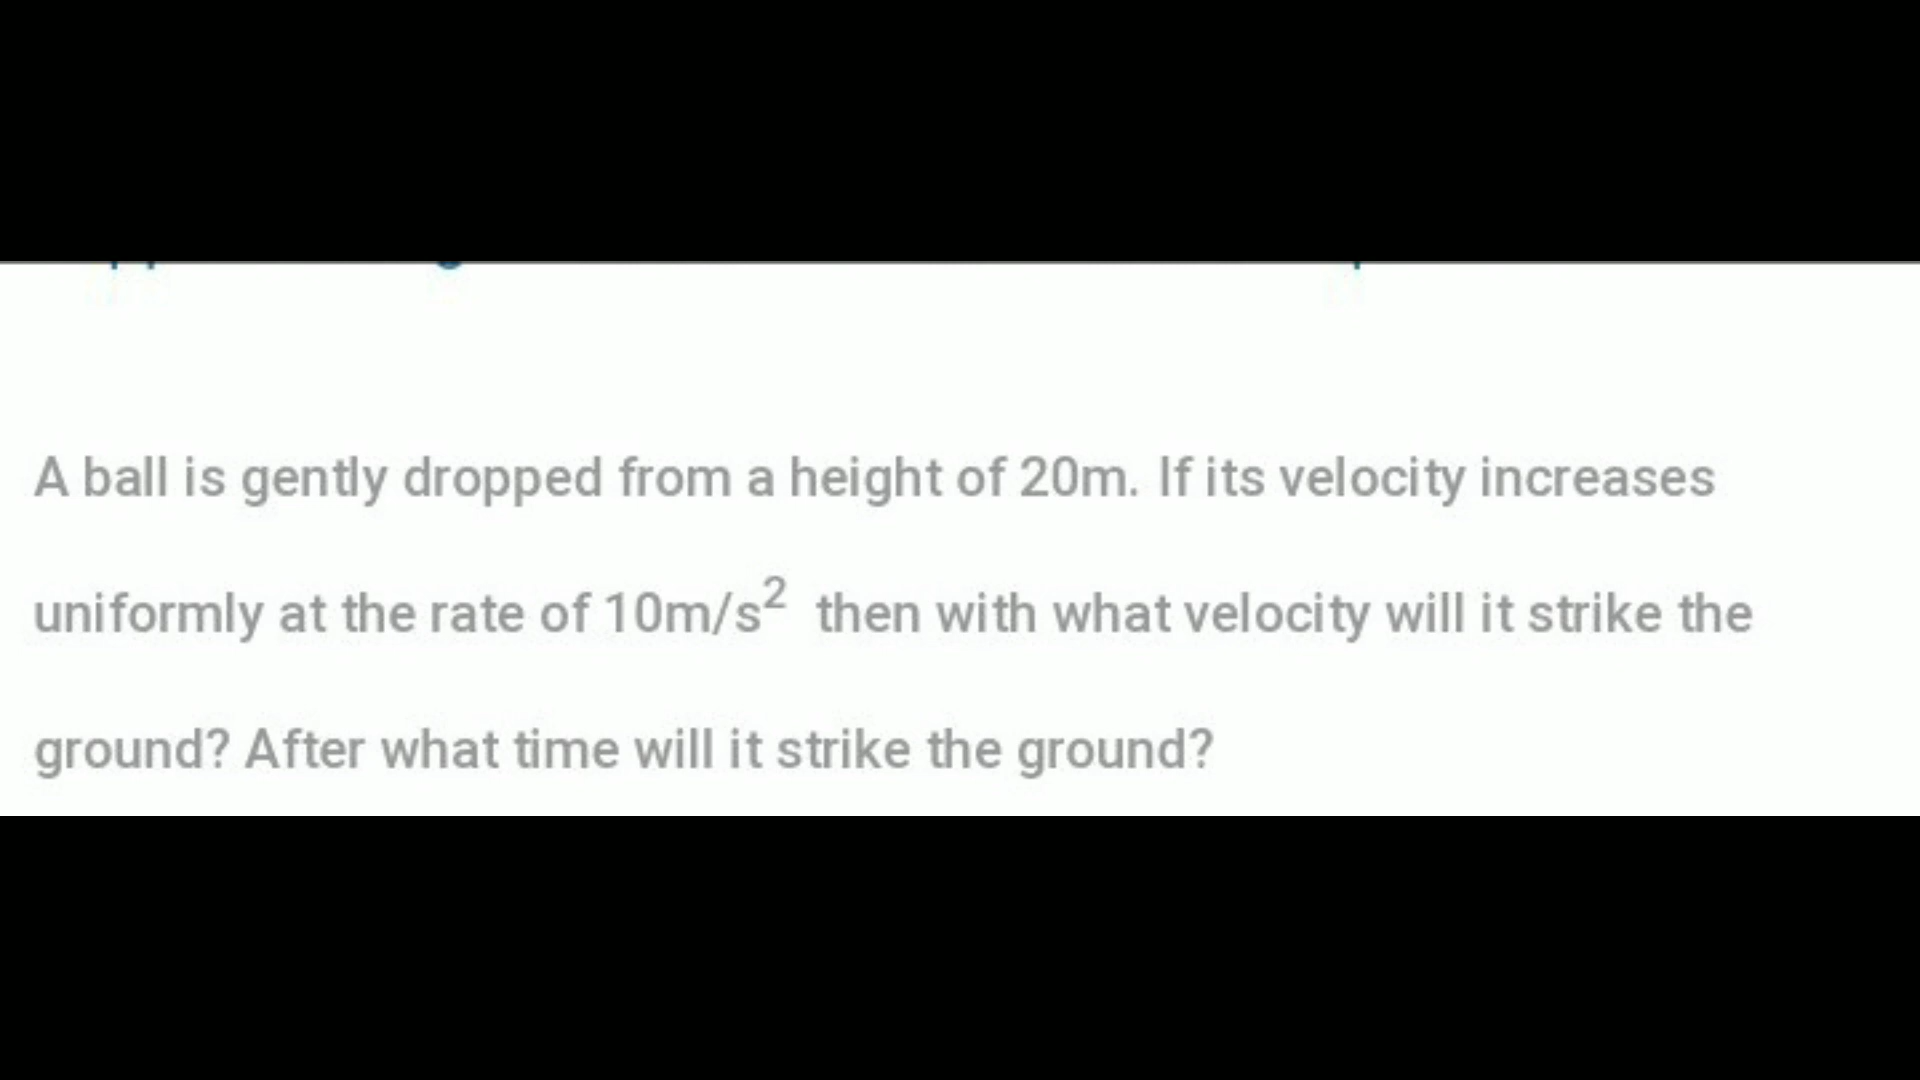 A ball is gently dropped from a height of 20m. If its velocity increases
uniformly at the rate of 10m/s² then with what velocity will it strike the
ground? After what time will it strike the ground?